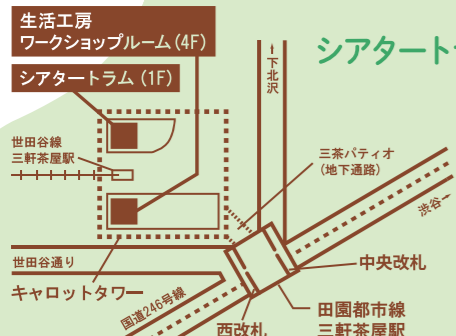 生活工房
ワークショップルーム(4F)
シアタートラム(1F)
シアタート
↑下北沢
世田谷線
三軒茶屋駅
三茶パティオ
(地下通路)
渋谷→
世田谷通り
中央改札
キャロットタワー
国道246号線
田園都市線
三軒茶屋駅
西改札